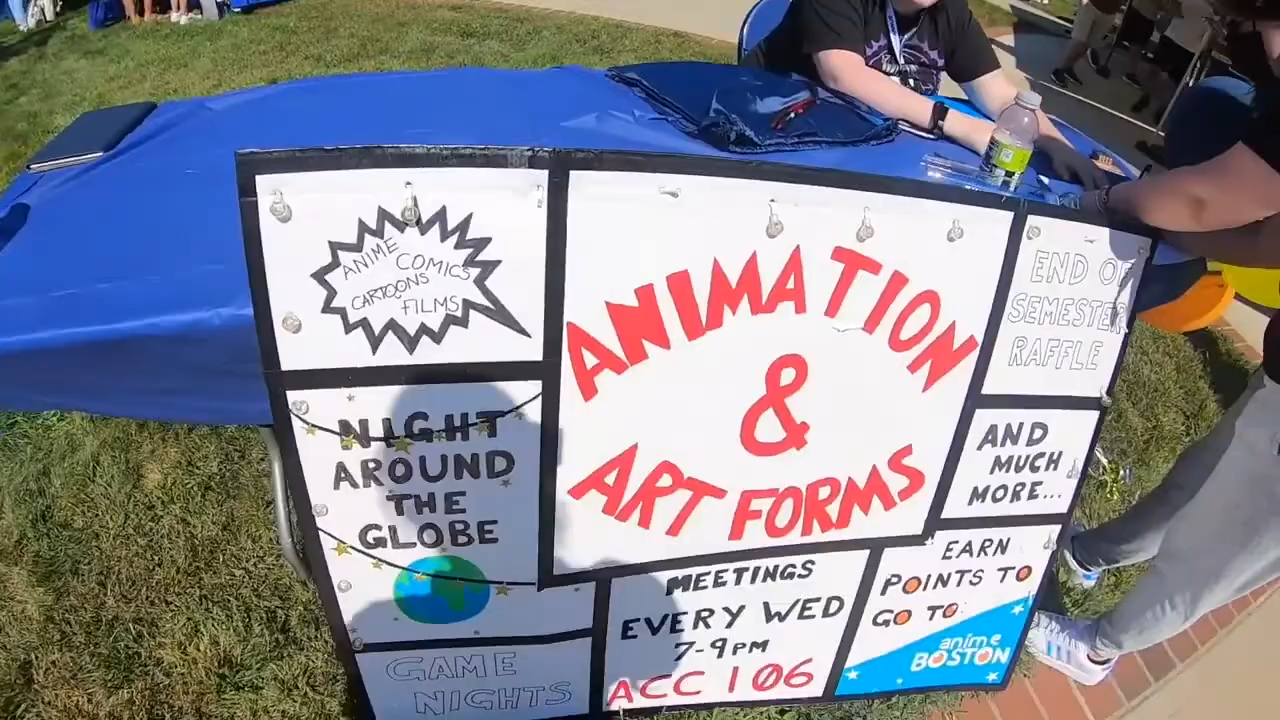 ANIME
COMICS
CARTOONS
FILMS
ANIMATION
&
ART FORMS
END OF
SEMESTER
RAFFLE
NIGHT
AROUND
THE
GLOBE
AND
MUCH
MORE...
MEETINGS
EVERY WED
7-9PM
ACC 106
EARN
POINTS TO
GO TO:
anime
BOSTON
GAME
NIGHTS